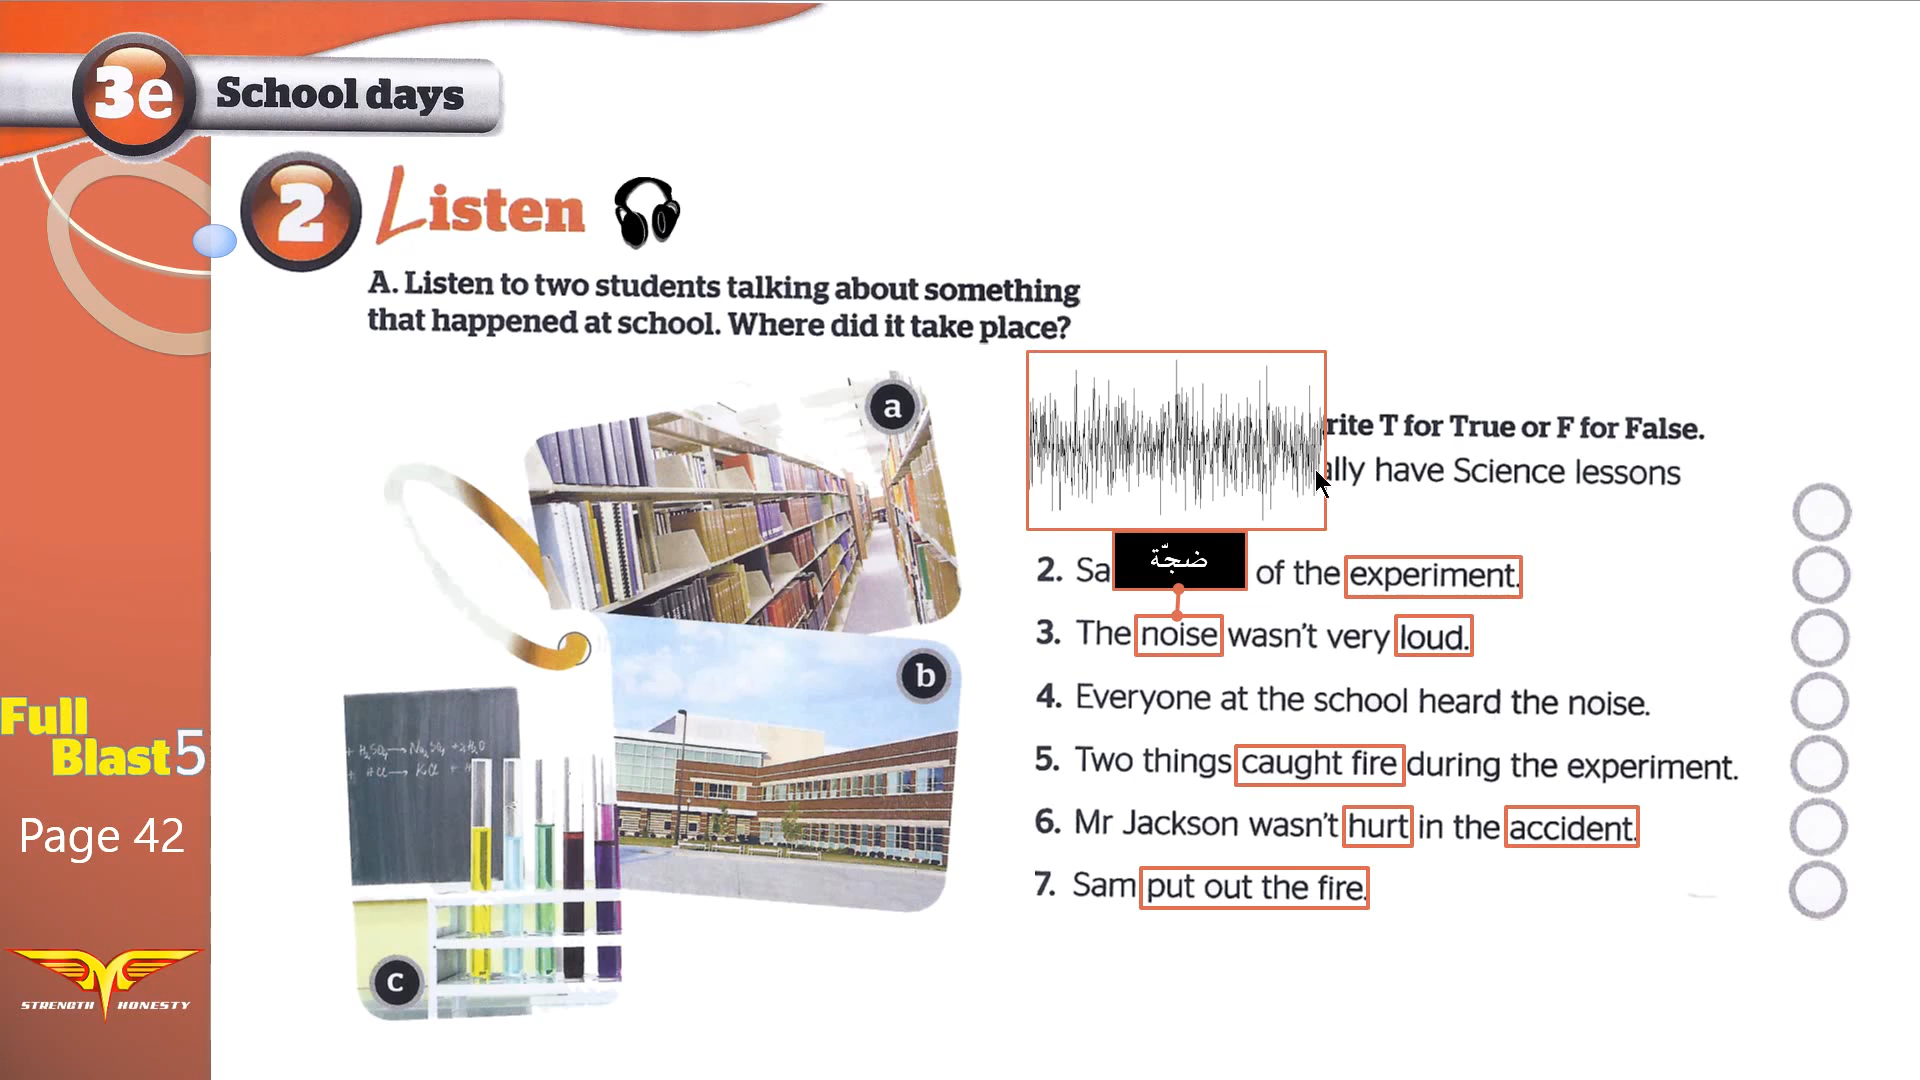 3e School days
2 Listen
A. Listen to two students talking about something
that happened at school. Where did it take place?
a
b
c
rite T for True or F for False.
ally have Science lessons
ضجّة
2. Sa of the experiment.
3. The noise wasn't very loud.
4. Everyone at the school heard the noise.
5. Two things caught fire during the experiment.
6. Mr Jackson wasn't hurt in the accident.
7. Sam put out the fire.
Full
Blast 5
Page 42
STRENGTH HONESTY